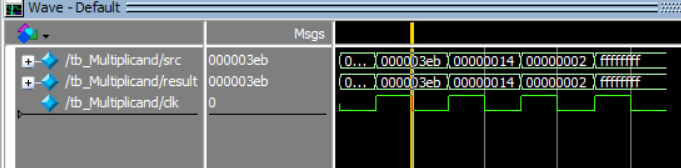 Wave - Default
Msgs
/tb_Multiplicand/src 000003eb 0... 000003eb 00000014 00000002 ffffffff
/tb_Multiplicand/result 000003eb 0... 000003eb 00000014 00000002 ffffffff
/tb_Multiplicand/clk 0